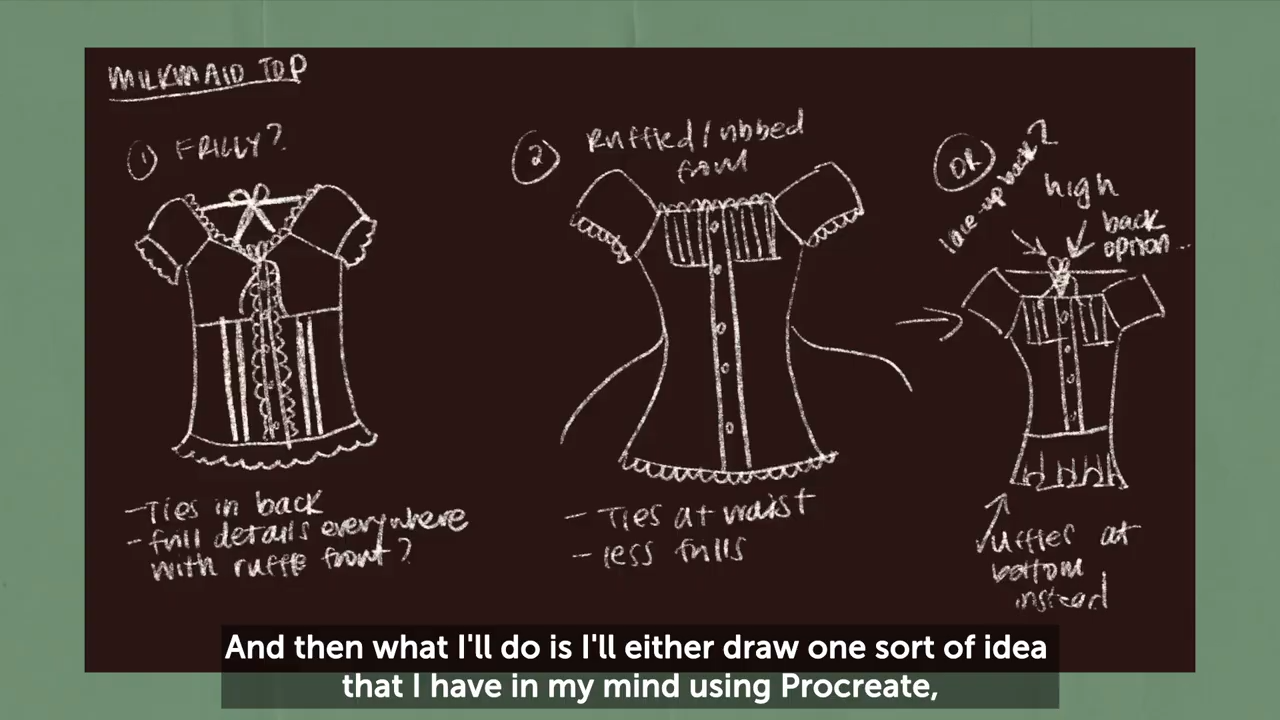 MILKMAID TOP
1 FRILLY?
- Ties in back
- frill details everywhere
with ruffle front?
2 Ruffled/ribbed
front
- Ties at waist
- less frills
OR
lace-up back?
high
back
option...
ruffles at
bottom
instead
And then what I'll do is I'll either draw one sort of idea
that I have in my mind using Procreate,